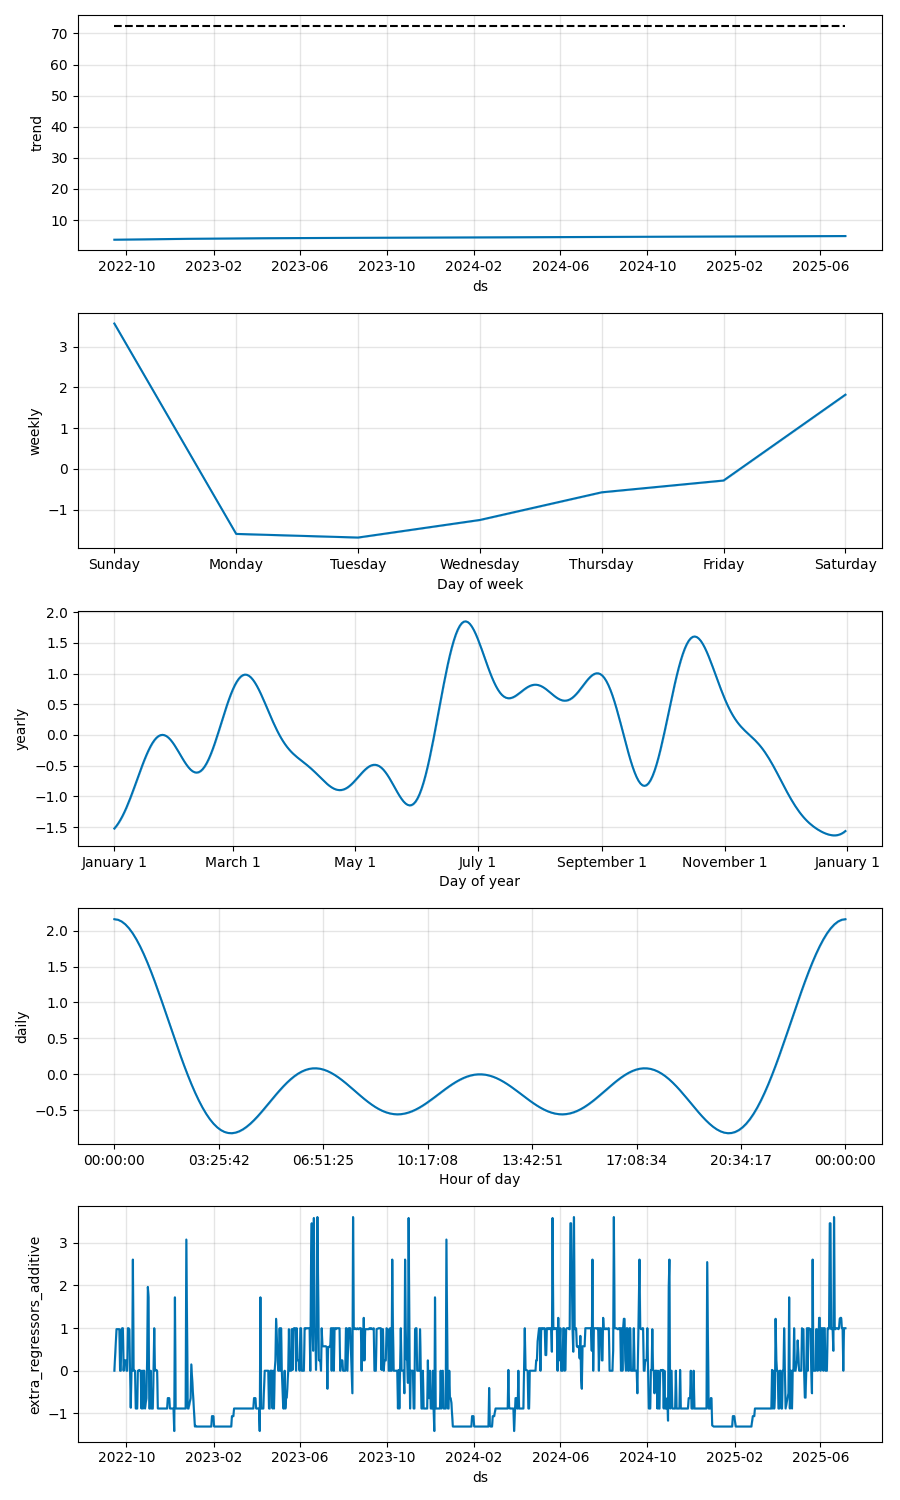 70
60
50
40
30
20
10
trend
2022-10 2023-02 2023-06 2023-10 2024-02 2024-06 2024-10 2025-02 2025-06
ds
3
2
1
0
−1
weekly
Sunday Monday Tuesday Wednesday Thursday Friday Saturday
Day of week
2.0
1.5
1.0
0.5
0.0
−0.5
−1.0
−1.5
yearly
January 1 March 1 May 1 July 1 September 1 November 1 January 1
Day of year
2.0
1.5
1.0
0.5
0.0
−0.5
daily
00:00:00 03:25:42 06:51:25 10:17:08 13:42:51 17:08:34 20:34:17 00:00:00
Hour of day
3
2
1
0
−1
extra_regressors_additive
2022-10 2023-02 2023-06 2023-10 2024-02 2024-06 2024-10 2025-02 2025-06
ds